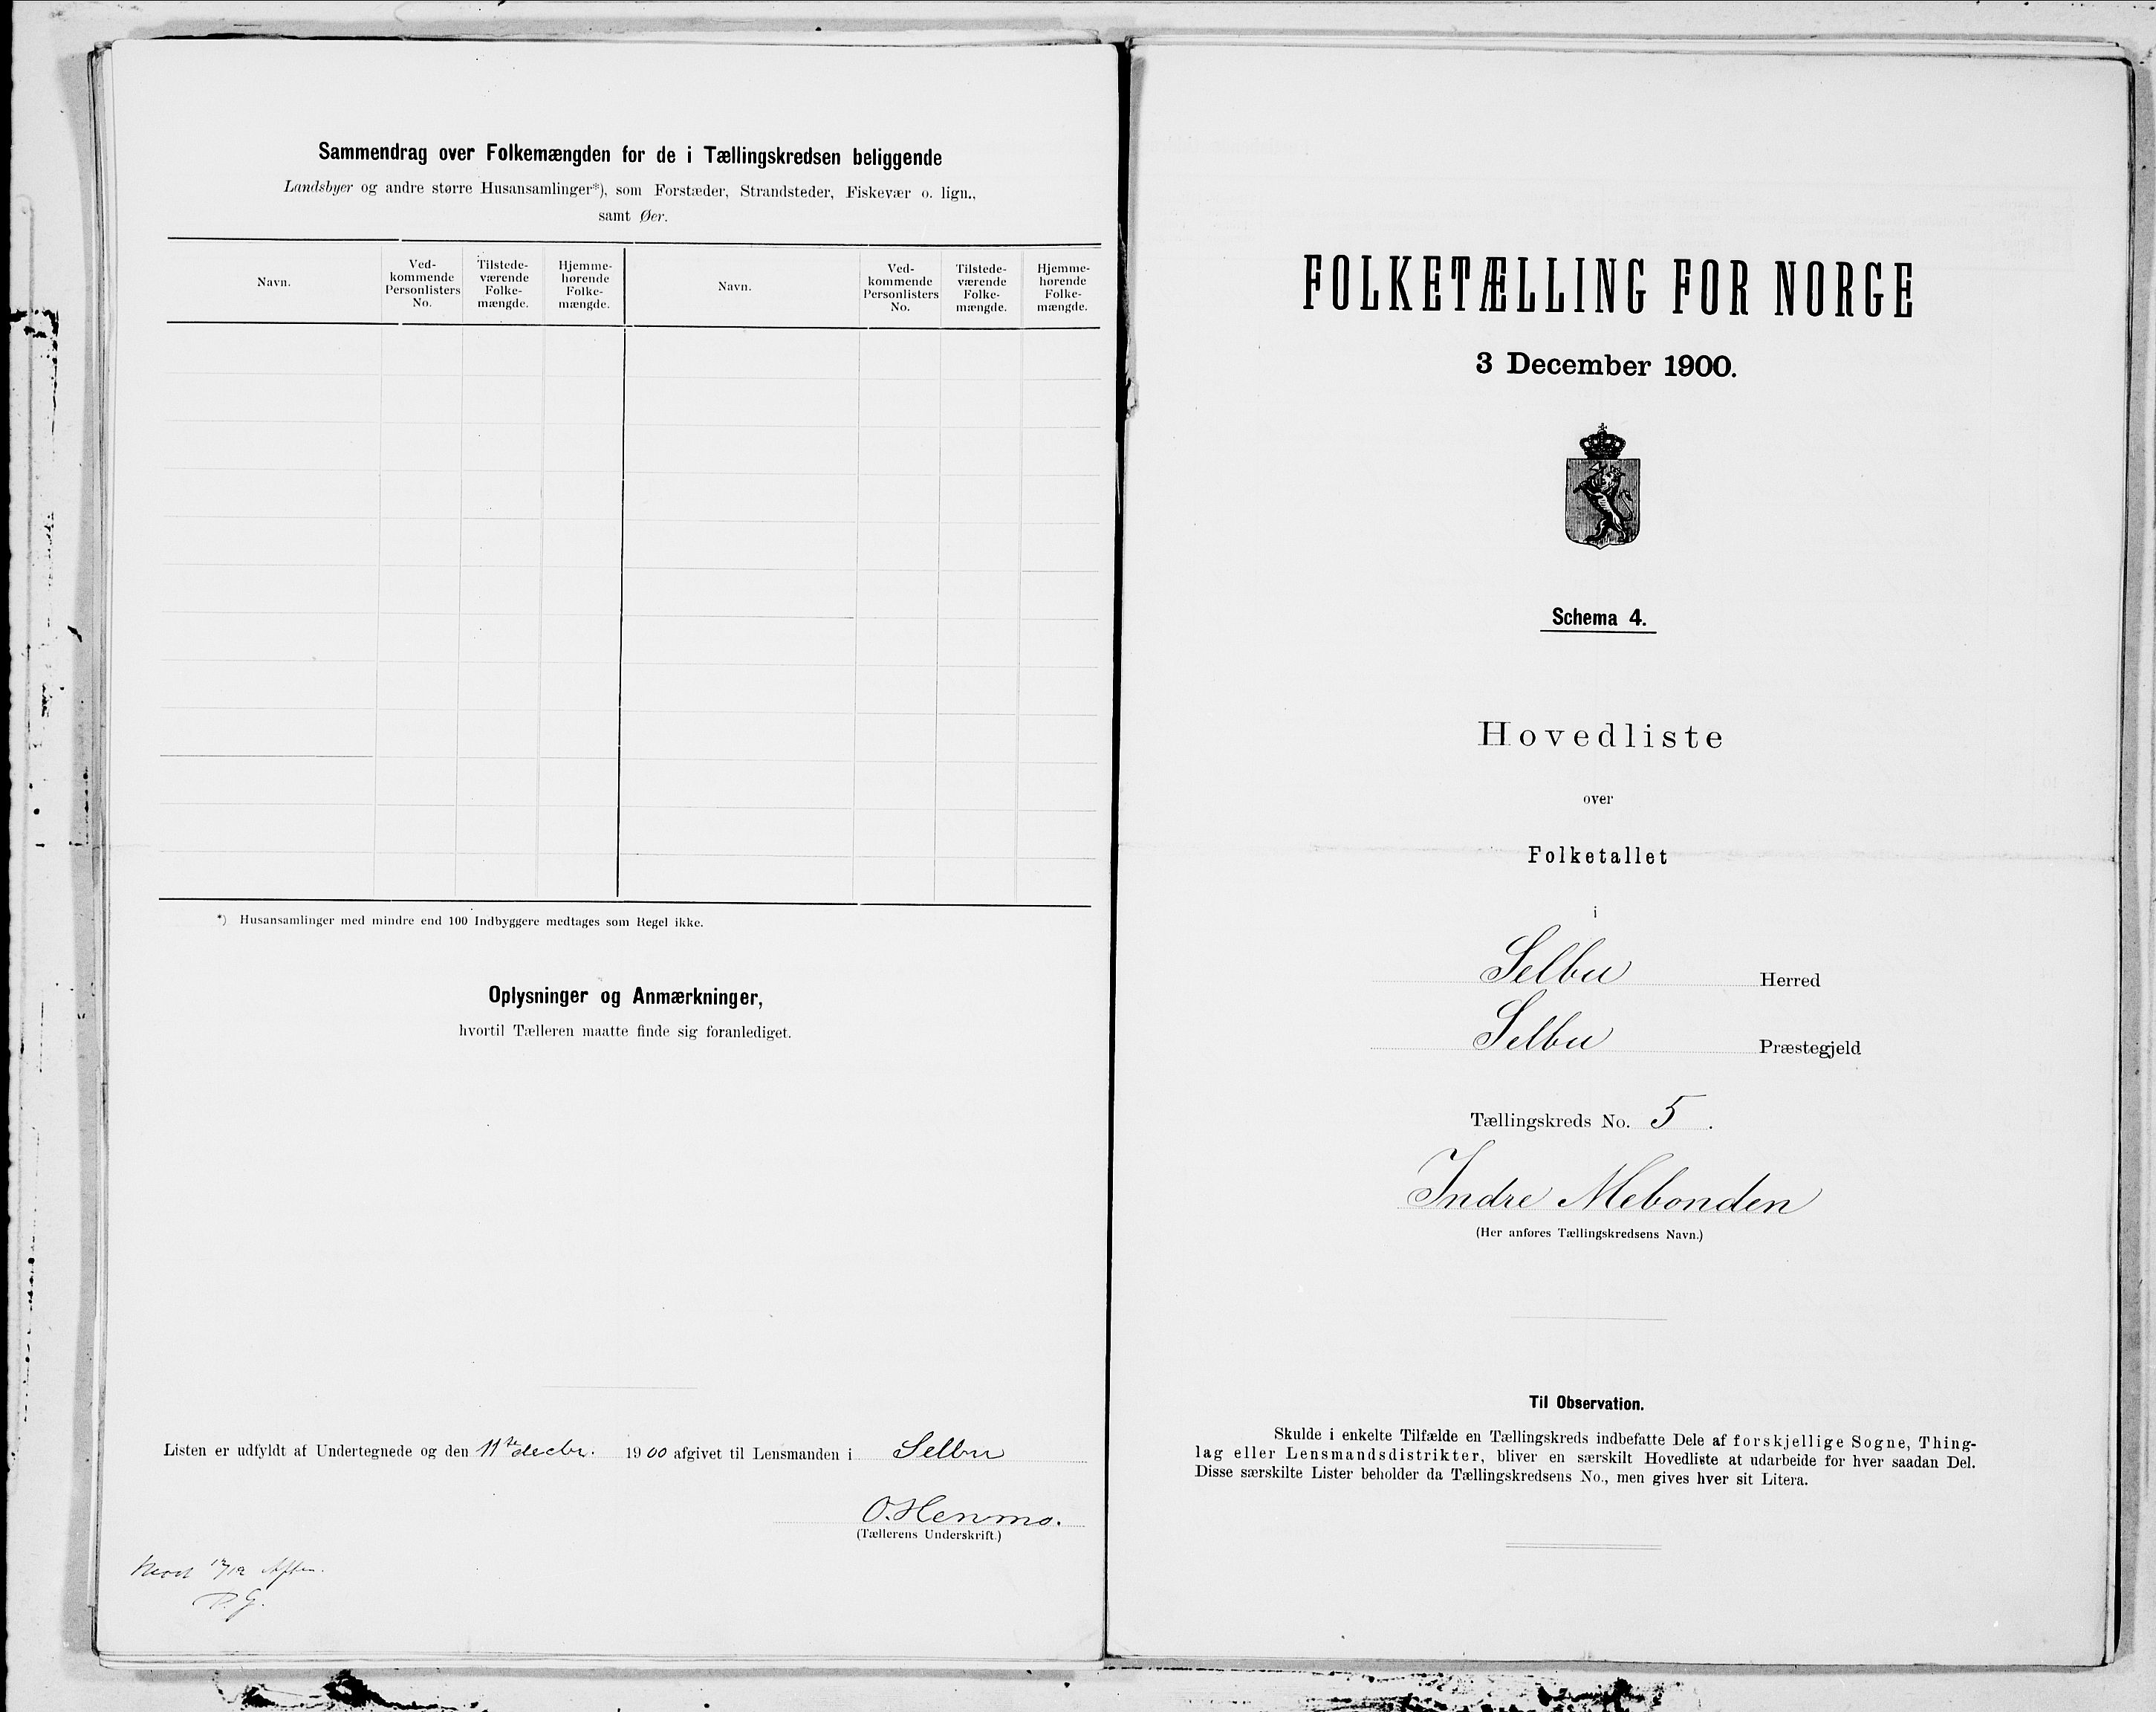 Sammendrag over Folkemængden for de i Tællingskredsen beliggende
Landsbyer og andre større Husansamlinger*), som Forstæder, Strandsteder, Fiskevær o. lign.,
samt Øer.
Navn.
Ved-
kommende
Personlisters
No.
Tilstede-
værende
Folke-
mængde.
Hjemme-
hørende
Folke-
mængde.
Navn.
Ved-
kommende
Personlisters
No.
Tilstede-
værende
Folke-
mængde.
Hjemme-
hørende
Folke-
mængde.
*) Husansamlinger med mindre end 100 Indbyggere medtages som Regel ikke.
Oplysninger og Anmærkninger,
hvortil Tælleren maatte finde sig foranlediget.
Listen er udfyldt af Undertegnede og den 11te decbr. 1900 afgivet til Lensmanden i Selbu
O. Henmo.
(Tællerens Underskrift.)
12/12 Aften.
P. G.
FOLKETÆLLING FOR NORGE
3 December 1900.
Schema 4.
Hovedliste
over
Folketallet
i
Selbu Herred
Selbu Præstegjeld
Tællingskreds No. 5.
Indre Mebonden
(Her anføres Tællingskredsens Navn.)
Til Observation.
Skulde i enkelte Tilfælde en Tællingskreds indbefatte Dele af forskjellige Sogne, Thing-
lag eller Lensmandsdistrikter, bliver en særskilt Hovedliste at udarbeide for hver saadan Del.
Disse særskilte Lister beholder da Tællingskredsens No., men gives hver sit Litera.